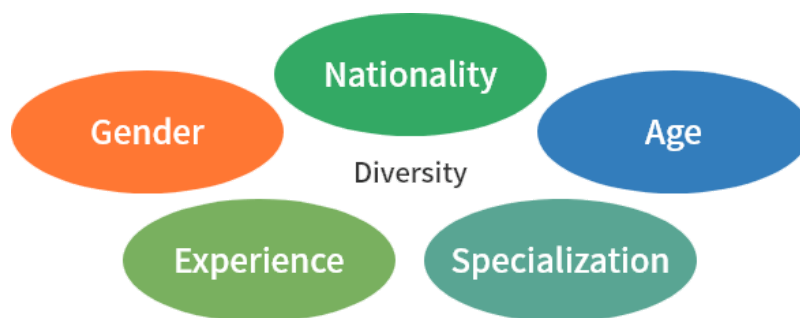 Nationality
Gender
Age
Diversity
Experience
Specialization